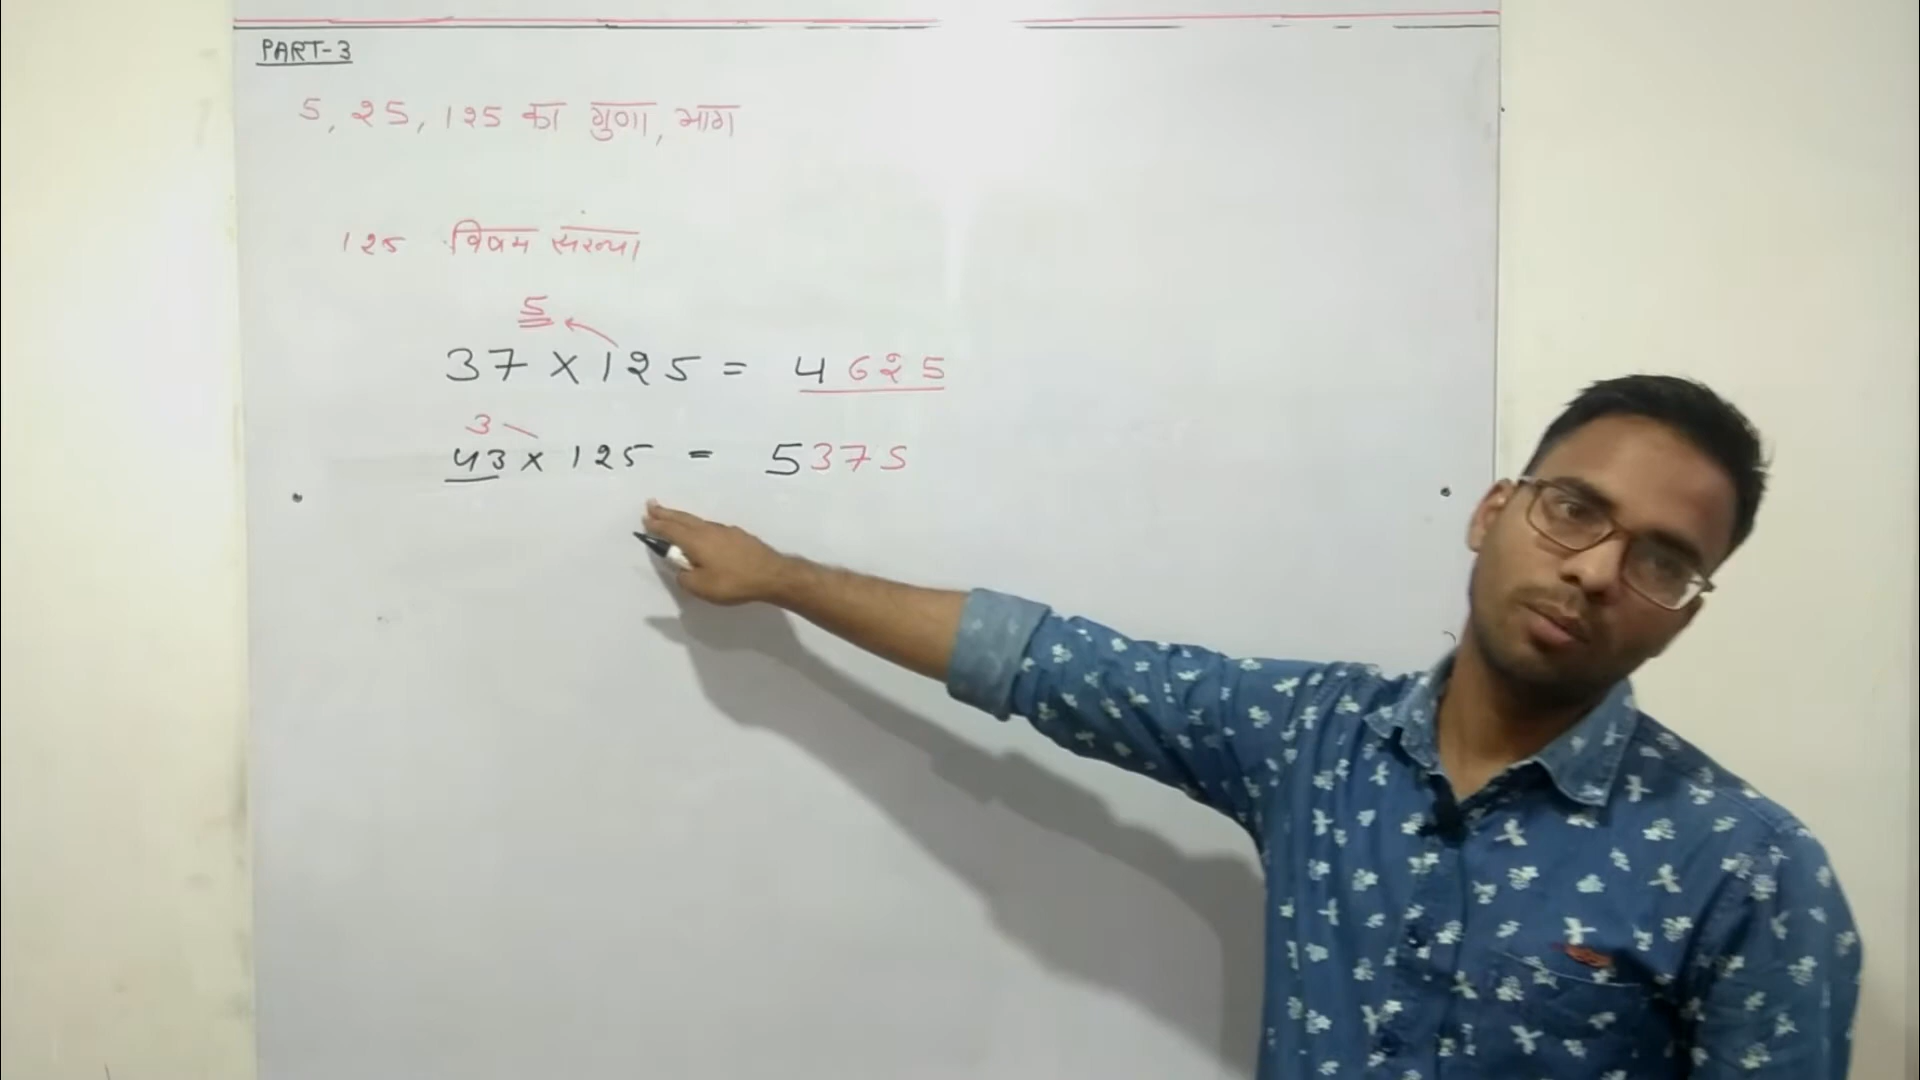 PART-3
5, 25, 125 का गुणा, भाग
125 विषम संख्या
5
37 X 125 = 4625
3
43 x 125 = 5375